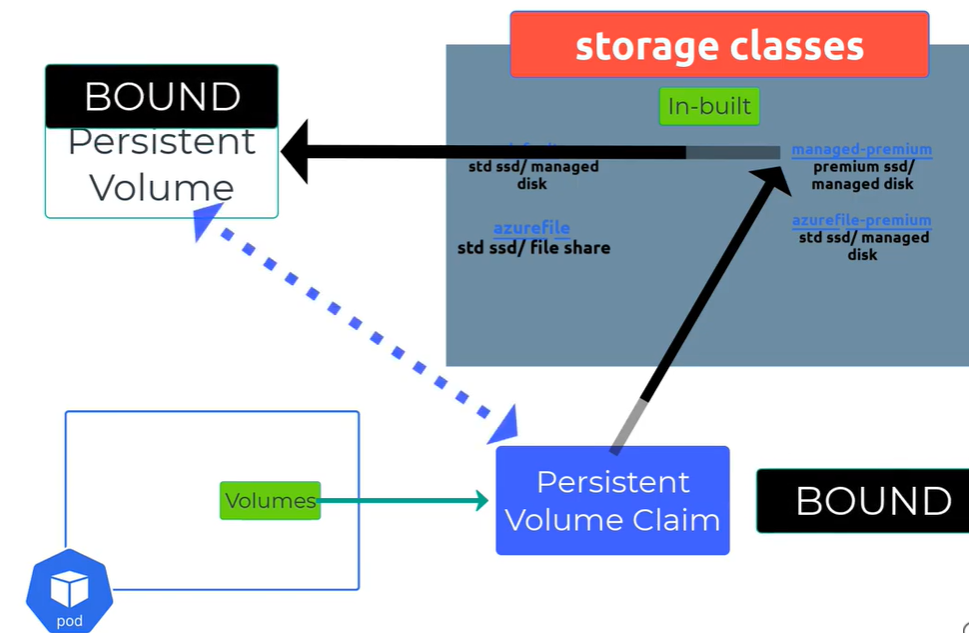 storage classes
In-built
BOUND
Persistent
Volume
std ssd/ managed
disk
managed-premium
premium ssd/
managed disk
azurefile
std ssd/ file share
azurefile-premium
std ssd/ managed
disk
Volumes
Persistent
Volume Claim
BOUND
pod